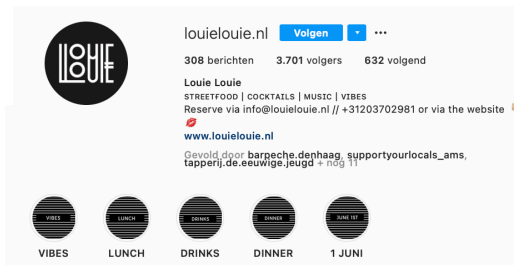 LLOUIE
LOUIE
louielouie.nl Volgen
308 berichten 3.701 volgers 632 volgend
Louie Louie
STREETFOOD | COCKTAILS | MUSIC | VIBES
Reserve via info@louielouie.nl // +31203702981 or via the website
💋
www.louielouie.nl
Gevolgd door barpeche.denhaag, supportyourlocals_ams,
tapperij.de.eeuwige.jeugd + nog 11
VIBES LUNCH DRINKS DINNER JUNE 1ST
VIBES LUNCH DRINKS DINNER 1 JUNI